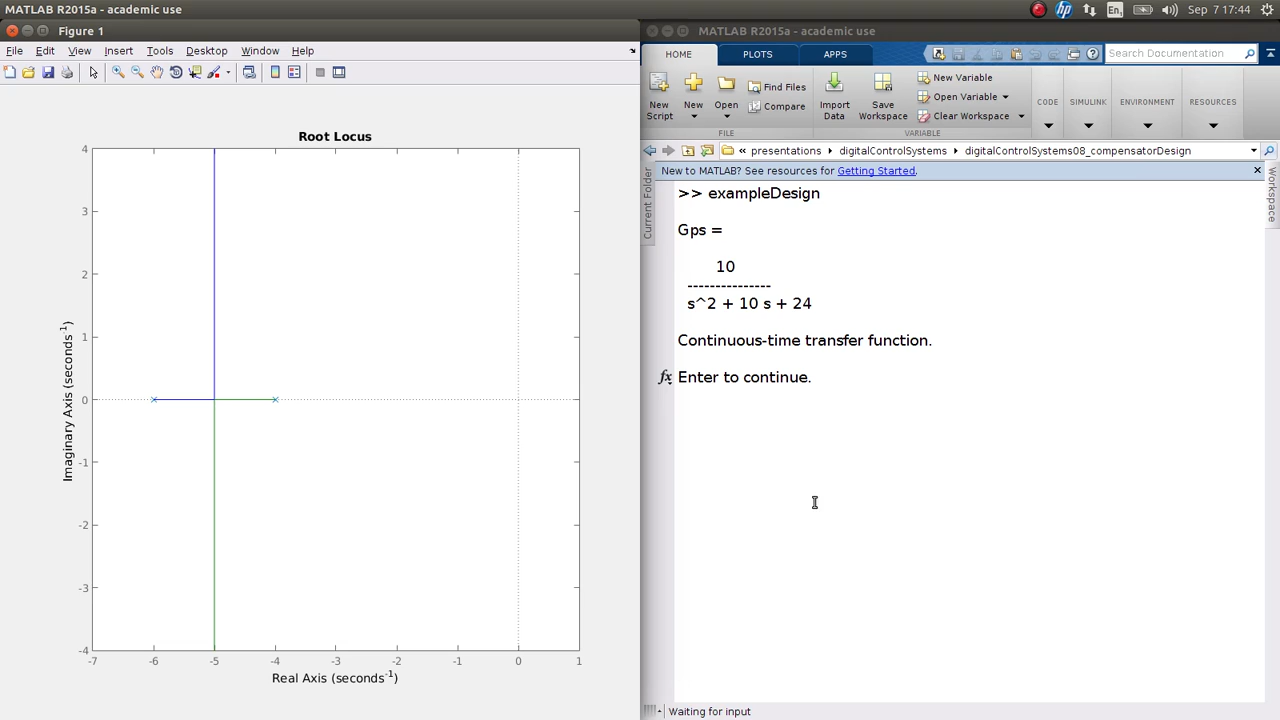 MATLAB R2015a - academic use
En
Sep 7 17:44
Figure 1
File Edit View Insert Tools Desktop Window Help
Root Locus
4
3
2
1
0
-1
-2
-3
-4
Imaginary Axis (seconds-1)
-7 -6 -5 -4 -3 -2 -1 0 1
Real Axis (seconds-1)
MATLAB R2015a - academic use
HOME PLOTS APPS
Search Documentation
New Script
New
Open
Find Files
Compare
Import Data
Save Workspace
New Variable
Open Variable
Clear Workspace
CODE SIMULINK ENVIRONMENT RESOURCES
FILE VARIABLE
« presentations digitalControlSystems digitalControlSystems08_compensatorDesign
Current Folder
Workspace
New to MATLAB? See resources for Getting Started.
>> exampleDesign
Gps =
10
---------------
s^2 + 10 s + 24
Continuous-time transfer function.
fx Enter to continue.
Waiting for input